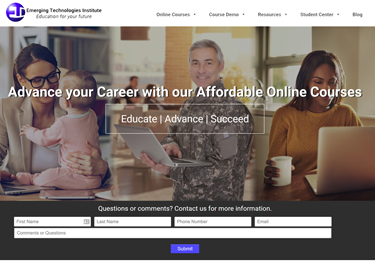 Emerging Technologies Institute
Education for your future
Online Courses Course Demo Resources Student Center Blog
Advance your Career with our Affordable Online Courses
Educate | Advance | Succeed
Questions or comments? Contact us for more information.
First Name Last Name Phone Number Email
Comments or Questions
Submit